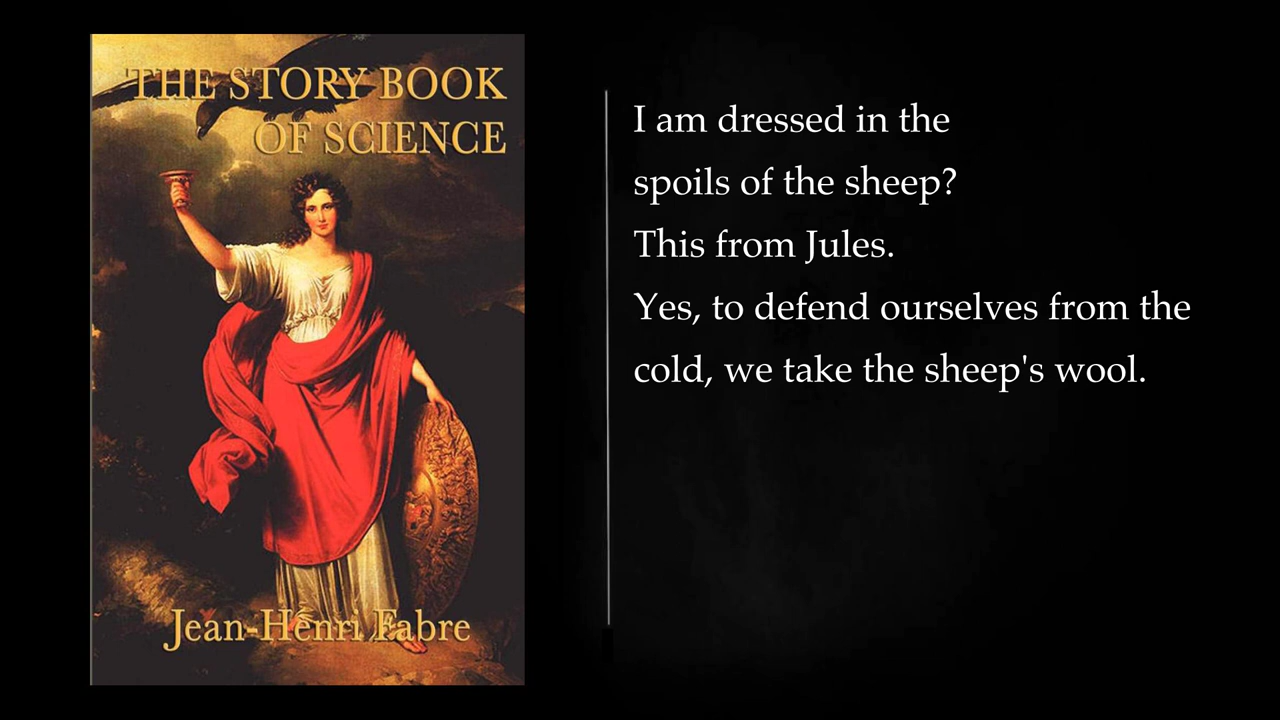 THE STORY BOOK
OF SCIENCE
Jean-Henri Fabre
I am dressed in the
spoils of the sheep?
This from Jules.
Yes, to defend ourselves from the
cold, we take the sheep's wool.